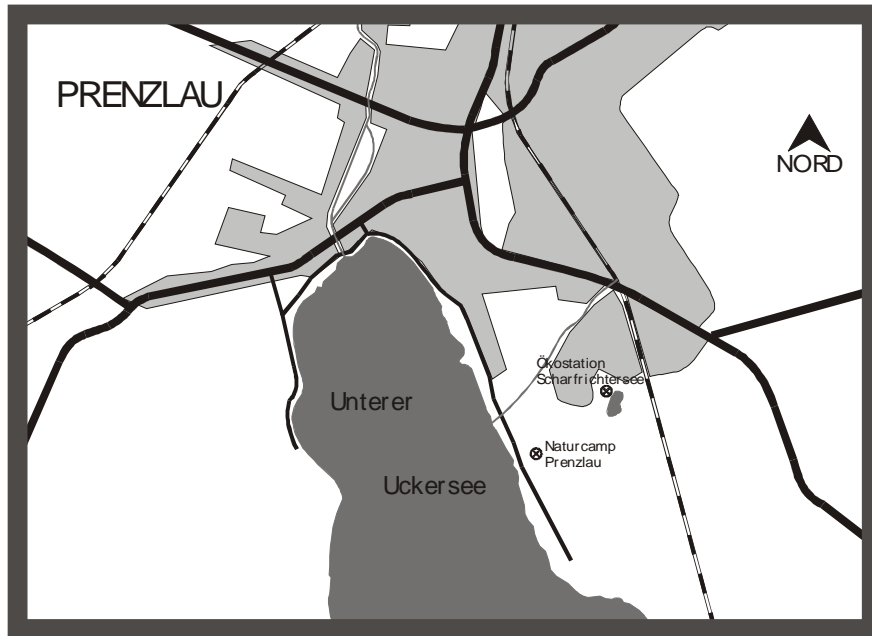 PRENZLAU
NORD
Ökostation
Scharfrichtersee
Unterer
Naturcamp
Prenzlau
Uckersee